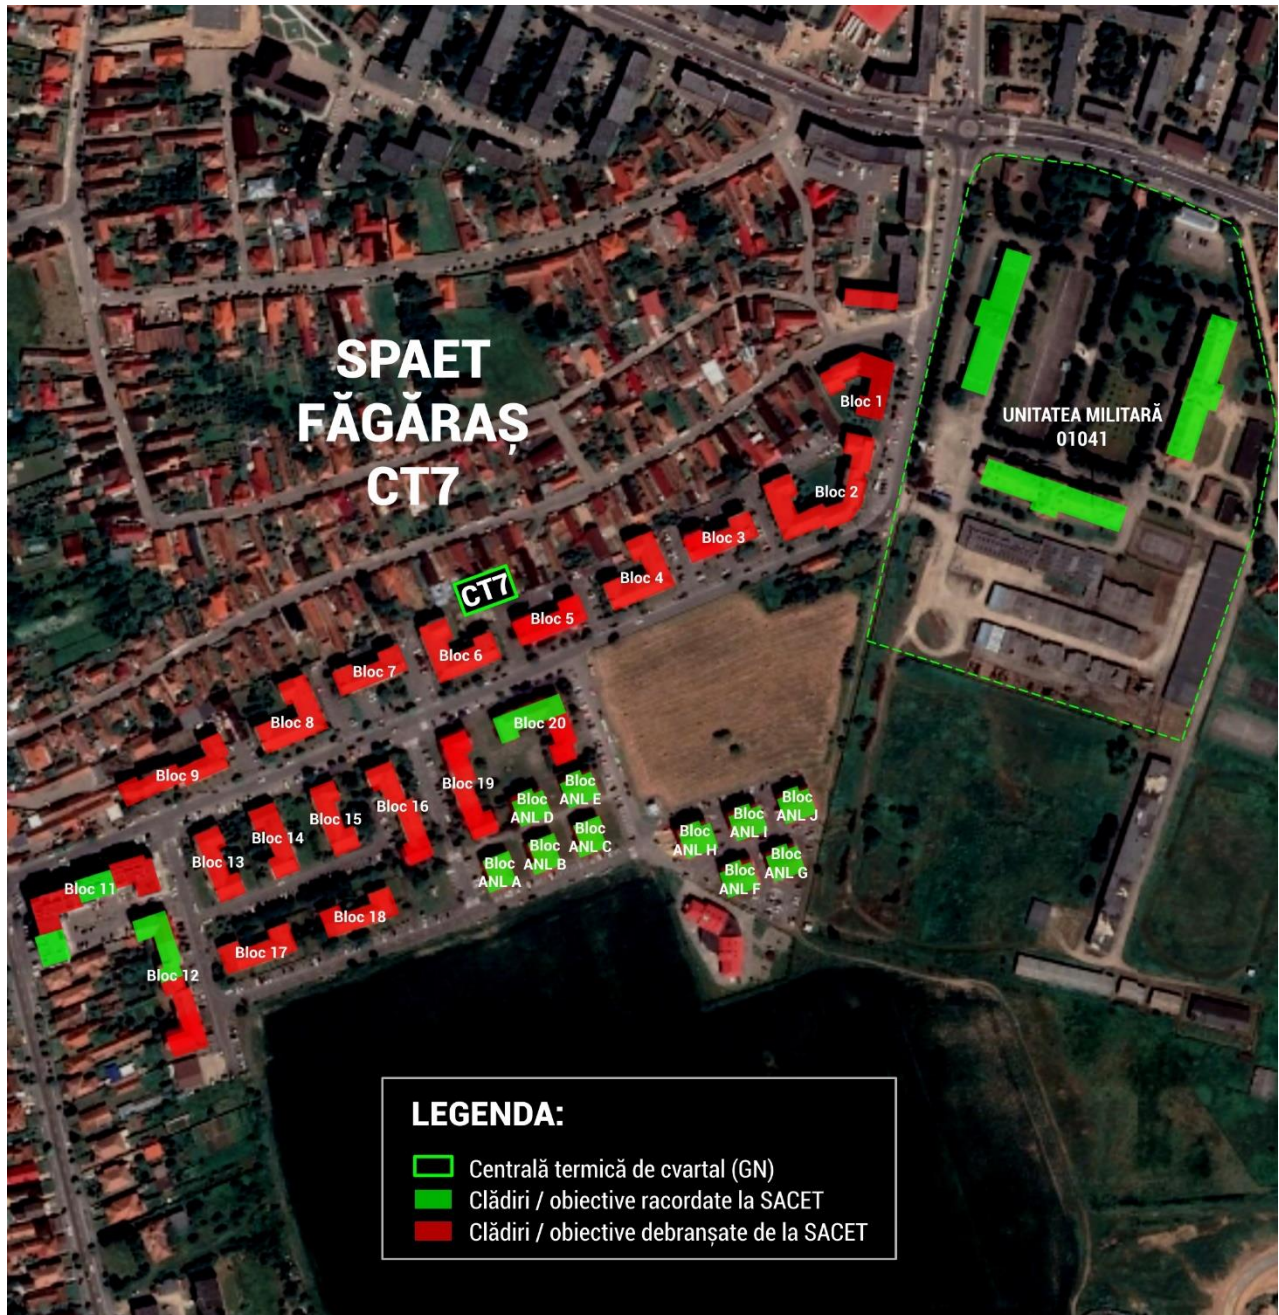 SPAET
FĂGĂRAȘ
CT7
UNITATEA MILITARĂ
01041
Bloc 1
Bloc 2
Bloc 3
Bloc 4
CT7
Bloc 5
Bloc 6
Bloc 7
Bloc 8
Bloc 9
Bloc 20
Bloc 19
Bloc 16
Bloc 15
Bloc 14
Bloc 13
Bloc 11
Bloc 12
Bloc 18
Bloc 17
Bloc
ANL E
Bloc
ANL D
Bloc
ANL C
Bloc
ANL B
Bloc
ANL A
Bloc
ANL J
Bloc
ANL I
Bloc
ANL H
Bloc
ANL G
Bloc
ANL F
LEGENDA:
Centrală termică de cvartal (GN)
Clădiri / obiective racordate la SACET
Clădiri / obiective debranșate de la SACET